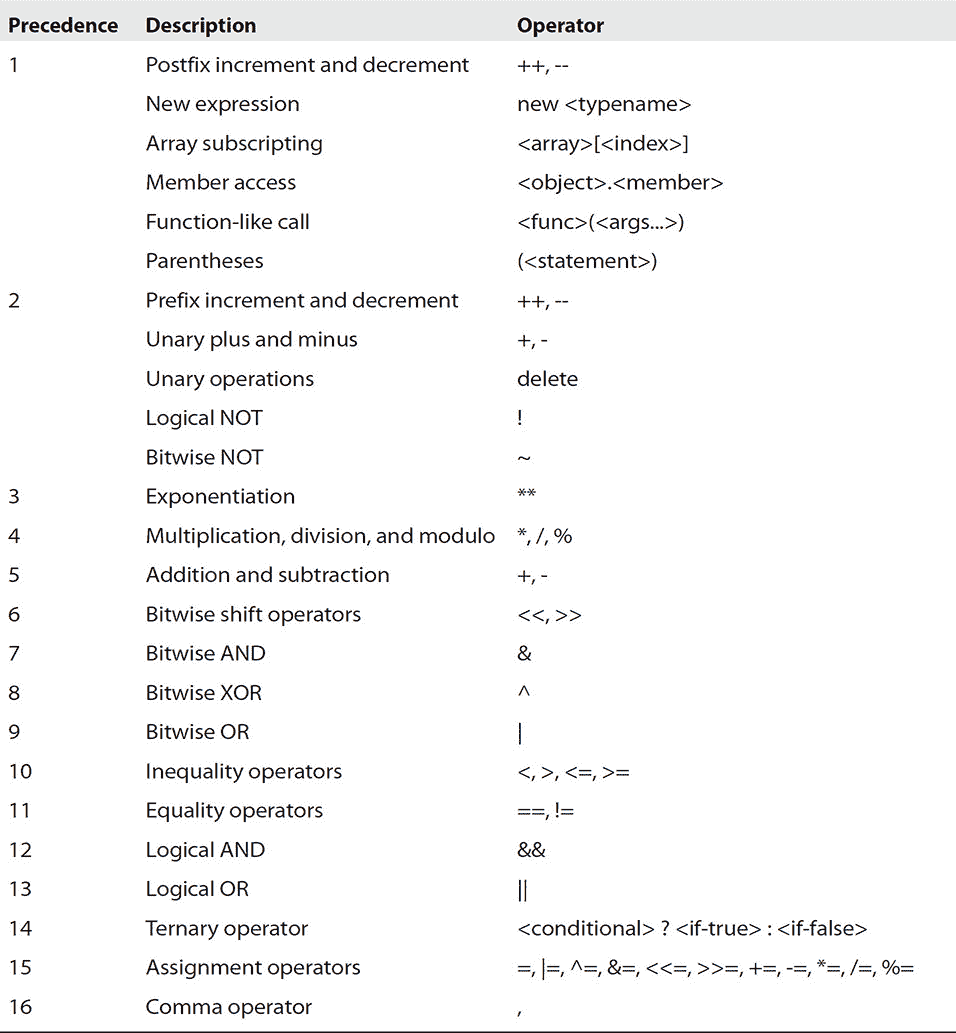 Precedence Description Operator
1 Postfix increment and decrement ++, --
New expression new <typename>
Array subscripting <array>[<index>]
Member access <object>.<member>
Function-like call <func>(<args...>)
Parentheses (<statement>)
2 Prefix increment and decrement ++, --
Unary plus and minus +, -
Unary operations delete
Logical NOT !
Bitwise NOT ~
3 Exponentiation **
4 Multiplication, division, and modulo *, /, %
5 Addition and subtraction +, -
6 Bitwise shift operators <<, >>
7 Bitwise AND &
8 Bitwise XOR ^
9 Bitwise OR |
10 Inequality operators <, >, <=, >=
11 Equality operators ==, !=
12 Logical AND &&
13 Logical OR ||
14 Ternary operator <conditional> ? <if-true> : <if-false>
15 Assignment operators =, |=, ^=, &=, <<=, >>=, +=, -=, *=, /=, %=
16 Comma operator ,